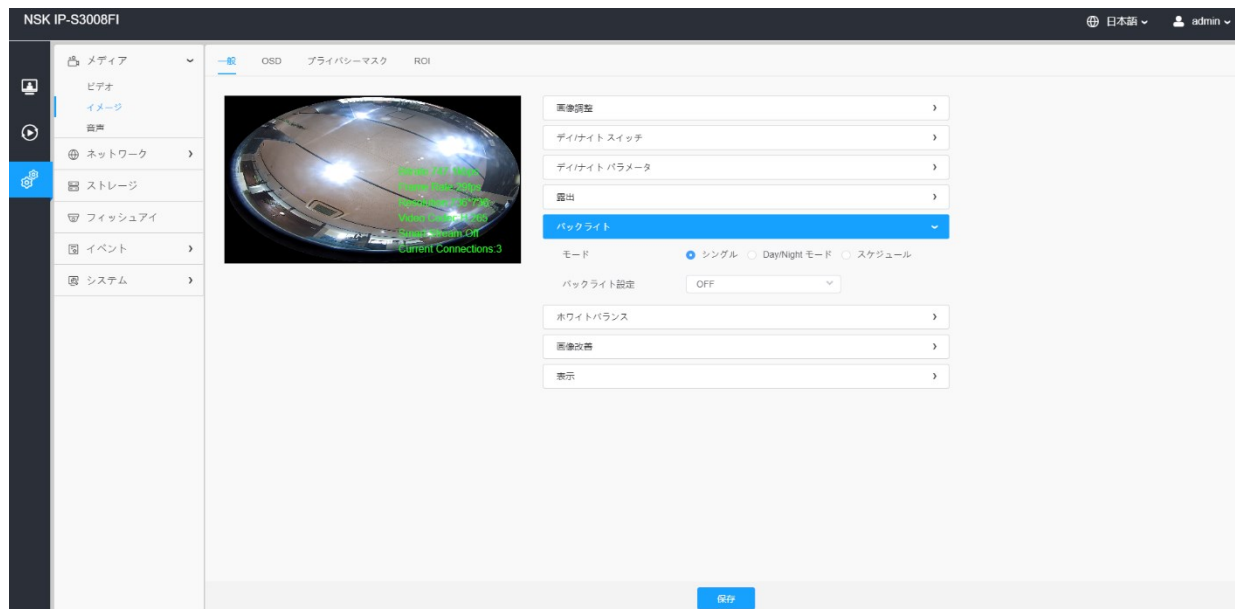 NSK IP-S3008FI
日本語
admin
メディア
ビデオ
イメージ
音声
ネットワーク
ストレージ
フィッシュアイ
イベント
システム
一般 OSD プライバシーマスク ROI
Video Codec:H.265
Smart Stream:Off
Current Connections:3
画像調整
デイ/ナイト スイッチ
デイ/ナイト パラメータ
露出
バックライト
モード シングル Day/Night モード スケジュール
バックライト設定 OFF
ホワイトバランス
画像改善
表示
保存